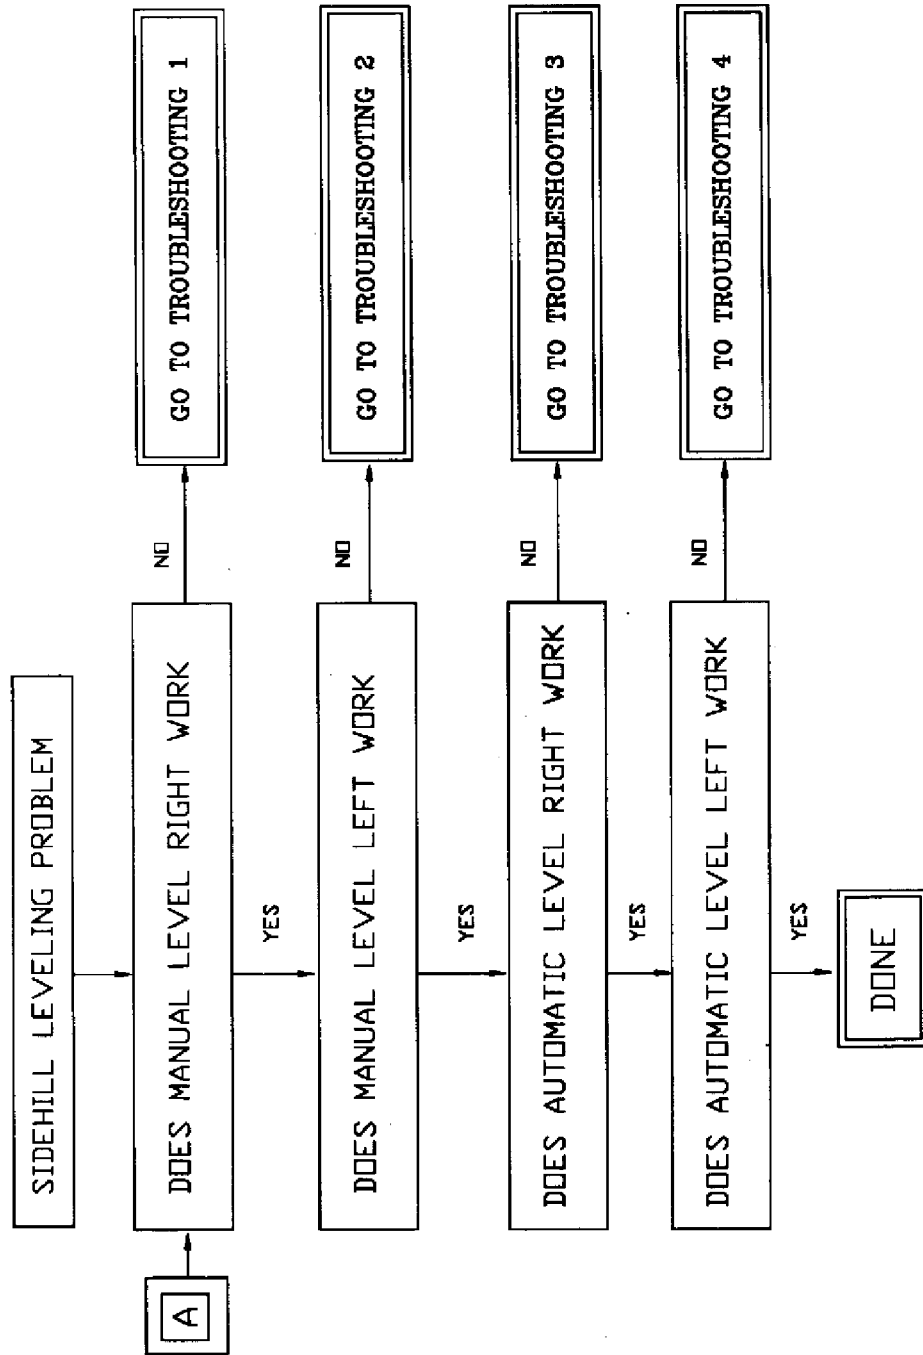 SIDEHILL LEVELING PROBLEM
A
DOES MANUAL LEVEL RIGHT WORK
NO
GO TO TROUBLESHOOTING 1
YES
DOES MANUAL LEVEL LEFT WORK
NO
GO TO TROUBLESHOOTING 2
YES
DOES AUTOMATIC LEVEL RIGHT WORK
NO
GO TO TROUBLESHOOTING 3
YES
DOES AUTOMATIC LEVEL LEFT WORK
NO
GO TO TROUBLESHOOTING 4
YES
DONE